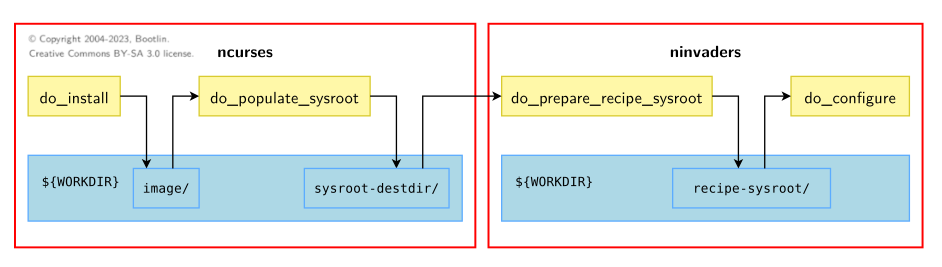 © Copyright 2004-2023, Bootlin.
Creative Commons BY-SA 3.0 license.
ncurses
ninvaders
do_install
do_populate_sysroot
do_prepare_recipe_sysroot
do_configure
${WORKDIR}
image/
sysroot-destdir/
${WORKDIR}
recipe-sysroot/